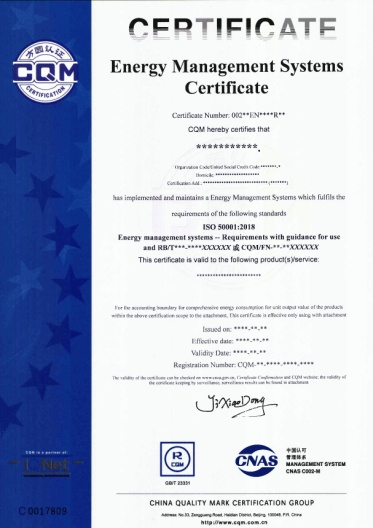 方圆认证
CQM
CERTIFICATION
CERTIFICATE
Energy Management Systems
Certificate
Certificate Number: 002**EN****R**
CQM hereby certifies that
***********.
Organization Code/United Social Credit Code:*******-*
Domicile: ********************
Certification Add.: ****************************** (*******)
has implemented and maintains a Energy Management Systems which fulfils the
requirements of the following standards
ISO 50001:2018
Energy management systems -- Requirements with guidance for use
and RB/T***-****XXXXXX 或 CQM/FN-**-**XXXXXX
This certificate is valid to the following product(s)/service:
************************
For the accounting boundary for comprehensive energy consumption for unit output value of the products
within the above certification scope to the attachment. This certificate is effective only using with attachment
Issued on: ****-**-**
Effective date: ****-**-**
Validity Date: ****-**-**
Registration Number: CQM-**-****-****-****
The validity of the certificate can be checked on www.cnca.gov.cn, Certificate Confirmation and CQM website; the validity of
the certificate keeping by surveillance, surveillance results can be found in attachment
JiXiaoDong
CQM is a partner of:
C 0017809
R
CQM
GB/T 23331
CNAS
中国认可
管理体系
MANAGEMENT SYSTEM
CNAS C002-M
CHINA QUALITY MARK CERTIFICATION GROUP
Address: No.33, Zengguang Road, Haidian District, Beijing, 100048, P.R. China
http://www.cqm.com.cn